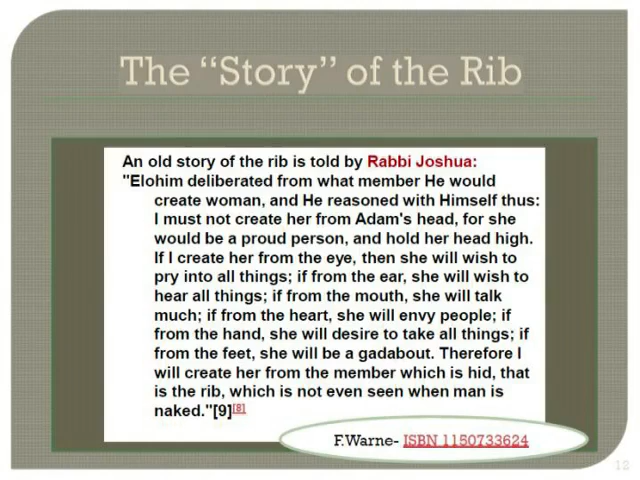 The “Story” of the Rib
An old story of the rib is told by Rabbi Joshua:
"Elohim deliberated from what member He would
create woman, and He reasoned with Himself thus:
I must not create her from Adam's head, for she
would be a proud person, and hold her head high.
If I create her from the eye, then she will wish to
pry into all things; if from the ear, she will wish to
hear all things; if from the mouth, she will talk
much; if from the heart, she will envy people; if
from the hand, she will desire to take all things; if
from the feet, she will be a gadabout. Therefore I
will create her from the member which is hid, that
is the rib, which is not even seen when man is
naked."[9][8]
F.Warne- ISBN 1150733624
12